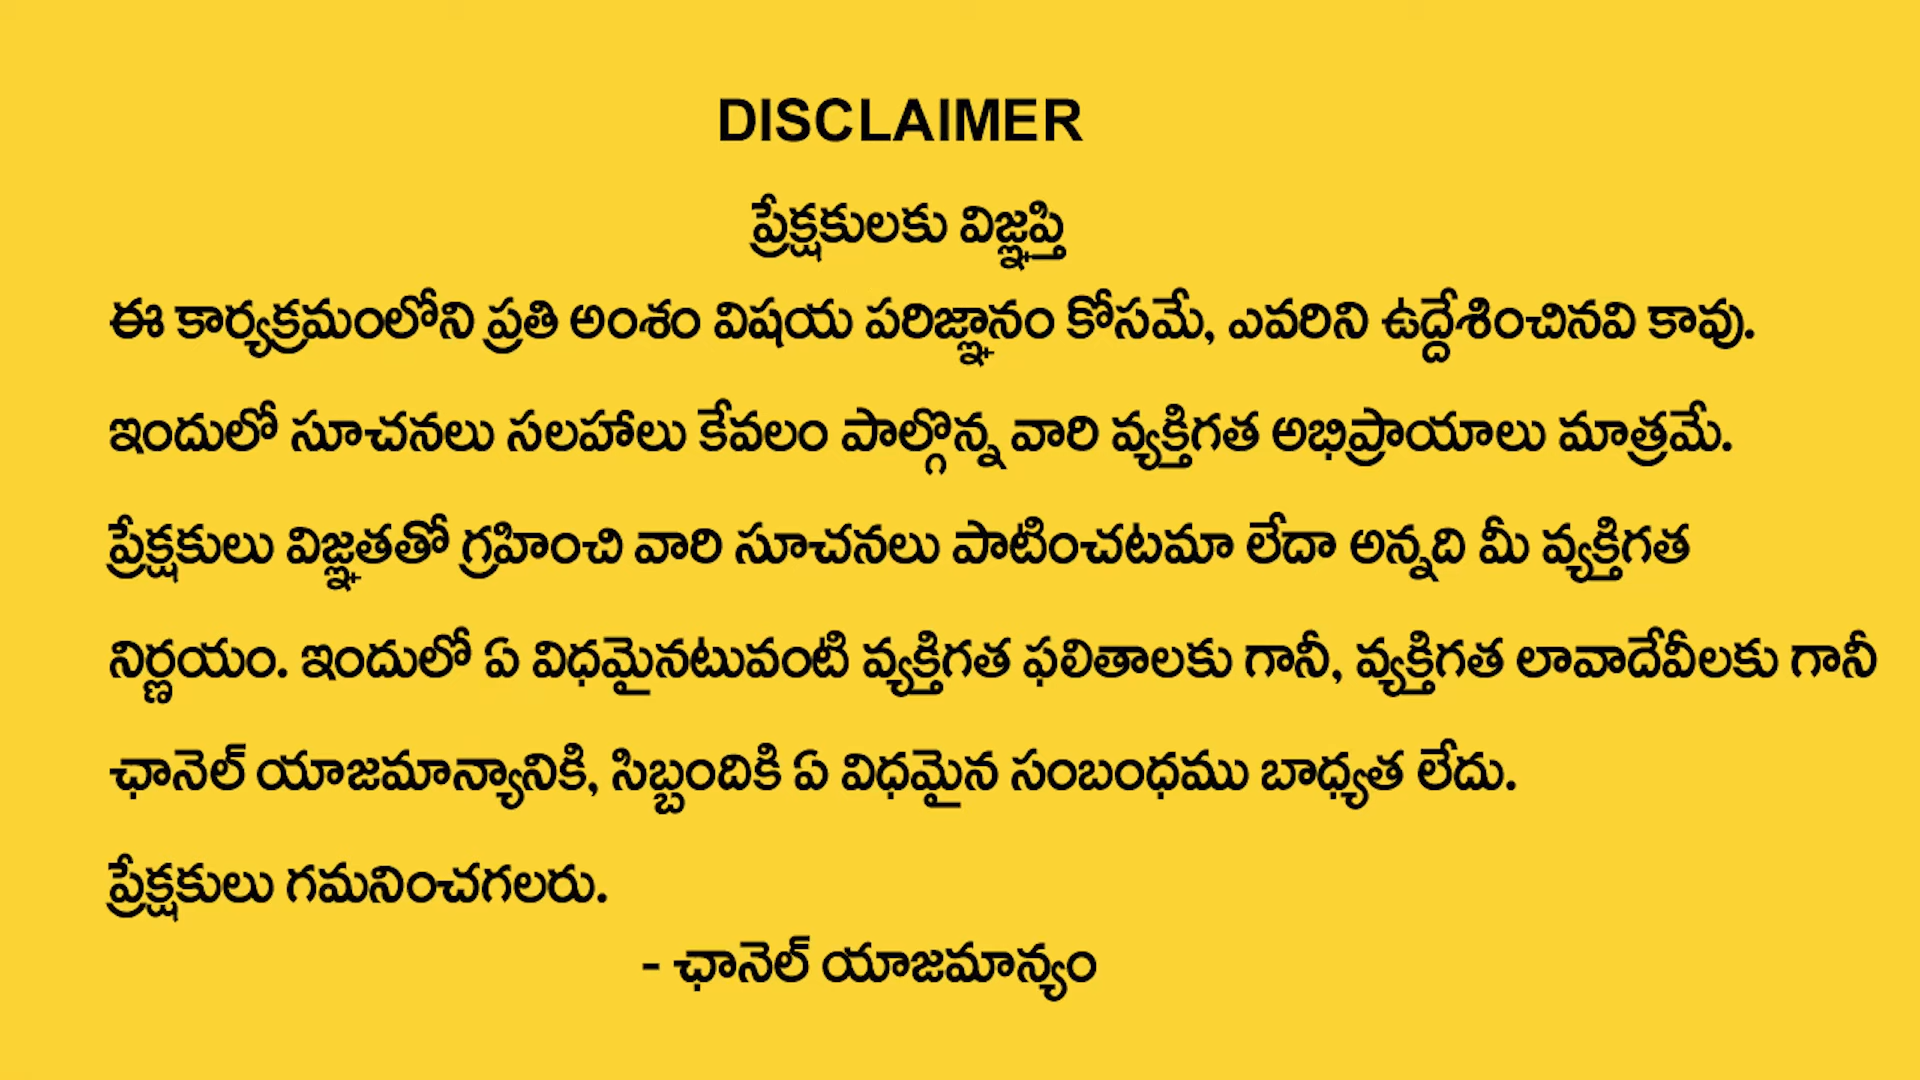 DISCLAIMER
ప్రేక్షకులకు విజ్ఞప్తి
ఈ కార్యక్రమంలోని ప్రతి అంశం విషయ పరిజ్ఞానం కోసమే, ఎవరిని ఉద్దేశించినవి కావు.
ఇందులో సూచనలు సలహాలు కేవలం పాల్గొన్న వారి వ్యక్తిగత అభిప్రాయాలు మాత్రమే.
ప్రేక్షకులు విజ్ఞతతో గ్రహించి వారి సూచనలు పాటించటమా లేదా అన్నది మీ వ్యక్తిగత
నిర్ణయం. ఇందులో ఏ విధమైనటువంటి వ్యక్తిగత ఫలితాలకు గానీ, వ్యక్తిగత లావాదేవీలకు గానీ
ఛానెల్ యాజమాన్యానికి, సిబ్బందికి ఏ విధమైన సంబంధము బాధ్యత లేదు.
ప్రేక్షకులు గమనించగలరు.
- ఛానెల్ యాజమాన్యం